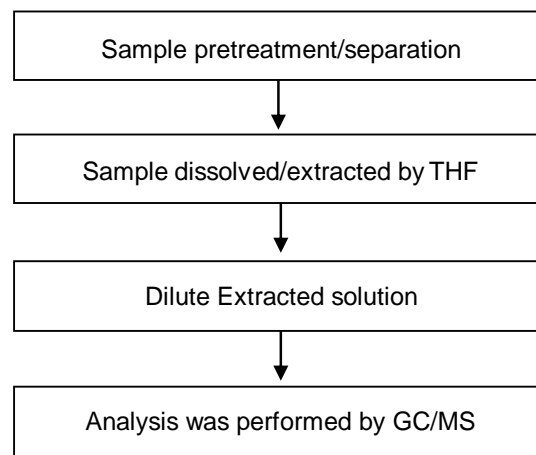 Sample pretreatment/separation
Sample dissolved/extracted by THF
Dilute Extracted solution
Analysis was performed by GC/MS